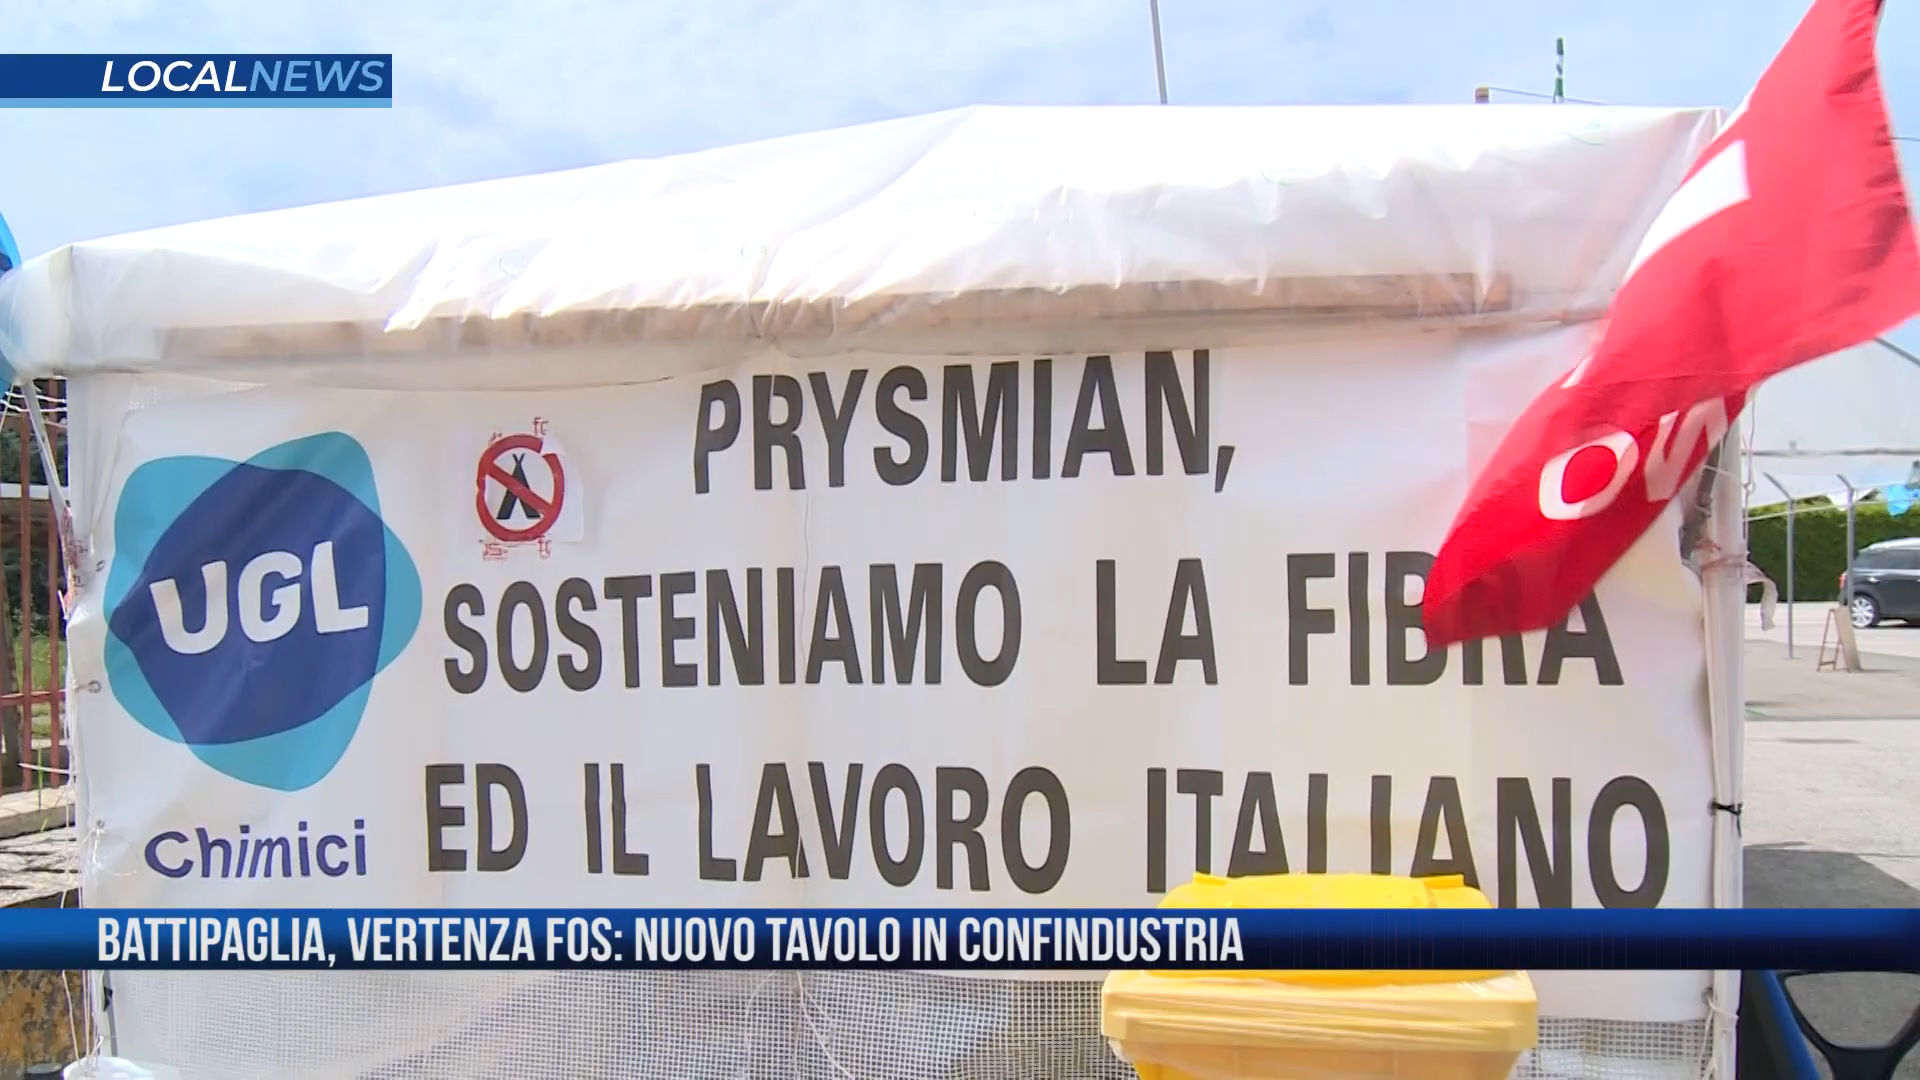 LOCALNEWS
PRYSMIAN,
UGL
SOSTENIAMO LA FIBRA
ED IL LAVORO ITALIANO
Chimici
BATTIPAGLIA, VERTENZA FOS: NUOVO TAVOLO IN CONFINDUSTRIA